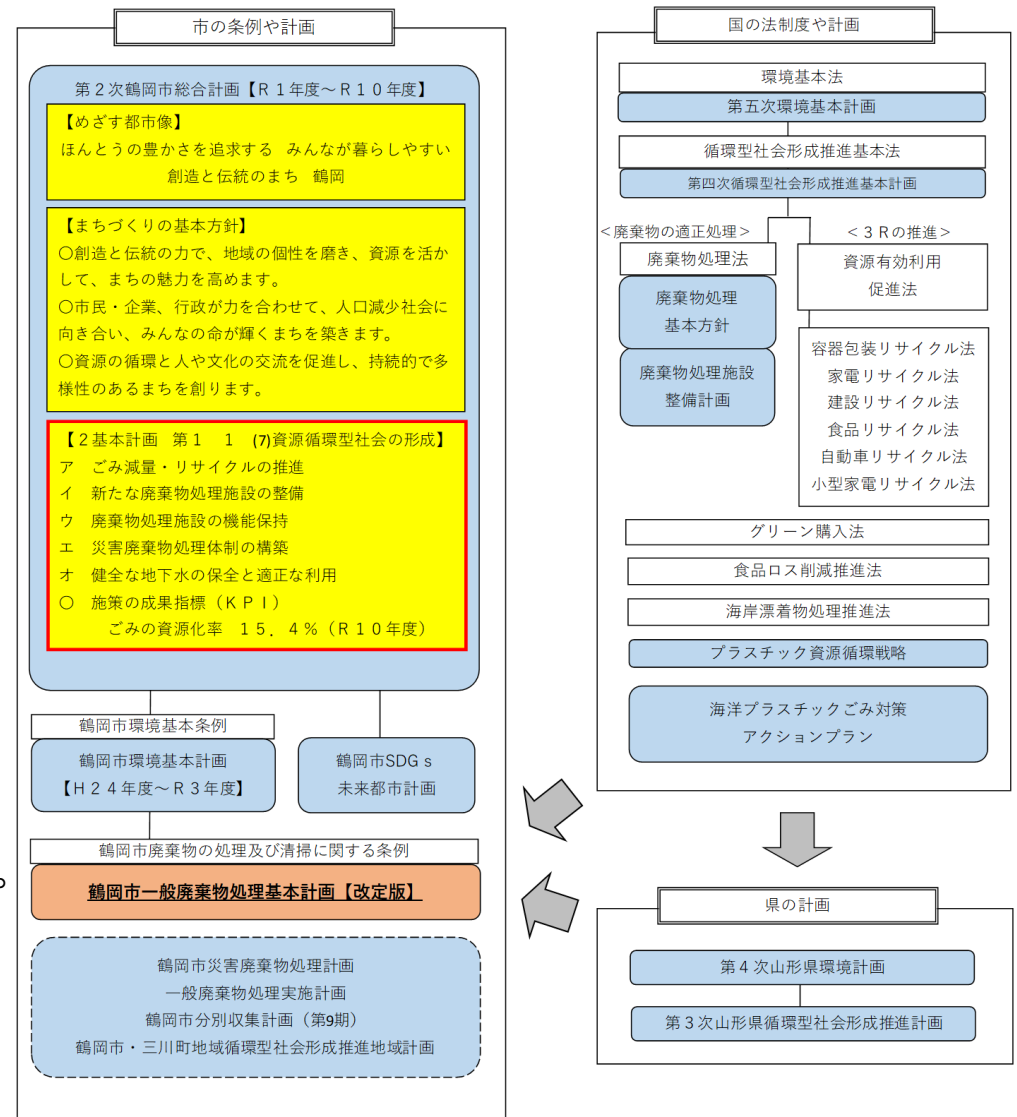 市の条例や計画
第２次鶴岡市総合計画【Ｒ１年度～Ｒ１０年度】
【めざす都市像】
ほんとうの豊かさを追求する　みんなが暮らしやすい
創造と伝統のまち　鶴岡
【まちづくりの基本方針】
〇創造と伝統の力で、地域の個性を磨き、資源を活か
して、まちの魅力を高めます。
〇市民・企業、行政が力を合わせて、人口減少社会に
向き合い、みんなの命が輝くまちを築きます。
〇資源の循環と人や文化の交流を促進し、持続的で多
様性のあるまちを創ります。
【２基本計画　第１　１　(7)資源循環型社会の形成】
ア　ごみ減量・リサイクルの推進
イ　新たな廃棄物処理施設の整備
ウ　廃棄物処理施設の機能保持
エ　災害廃棄物処理体制の構築
オ　健全な地下水の保全と適正な利用
〇　施策の成果指標（ＫＰＩ）
ごみの資源化率　１５．４％（Ｒ１０年度）
鶴岡市環境基本条例
鶴岡市環境基本計画
【Ｈ２４年度～Ｒ３年度】
鶴岡市SDGｓ
未来都市計画
鶴岡市廃棄物の処理及び清掃に関する条例
鶴岡市一般廃棄物処理基本計画【改定版】
鶴岡市災害廃棄物処理計画
一般廃棄物処理実施計画
鶴岡市分別収集計画（第9期）
鶴岡市・三川町地域循環型社会形成推進地域計画
国の法制度や計画
環境基本法
第五次環境基本計画
循環型社会形成推進基本法
第四次循環型社会形成推進基本計画
＜廃棄物の適正処理＞
廃棄物処理法
廃棄物処理
基本方針
廃棄物処理施設
整備計画
＜３Ｒの推進＞
資源有効利用
促進法
容器包装リサイクル法
家電リサイクル法
建設リサイクル法
食品リサイクル法
自動車リサイクル法
小型家電リサイクル法
グリーン購入法
食品ロス削減推進法
海岸漂着物処理推進法
プラスチック資源循環戦略
海洋プラスチックごみ対策
アクションプラン
県の計画
第４次山形県環境計画
第３次山形県循環型社会形成推進計画